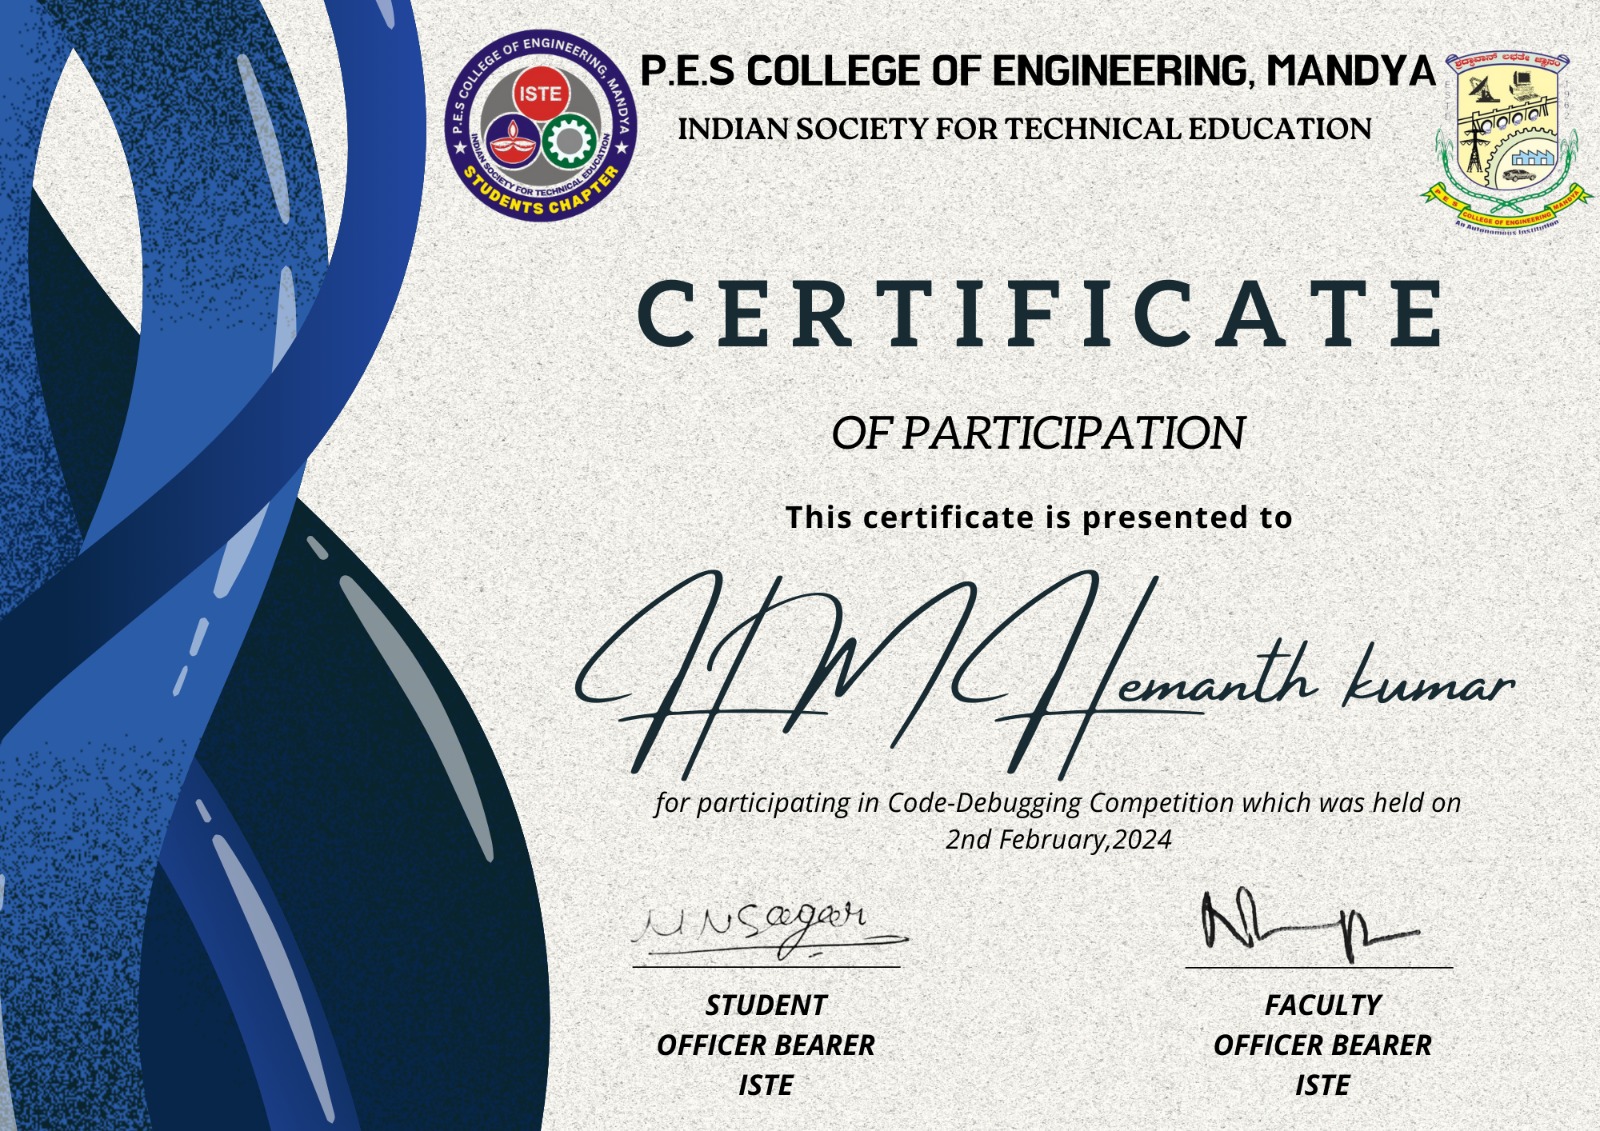 P.E.S COLLEGE OF ENGINEERING, MANDYA
INDIAN SOCIETY FOR TECHNICAL EDUCATION
★ P.E.S COLLEGE OF ENGINEERING, MANDYA ★
ISTE
INDIAN SOCIETY FOR TECHNICAL EDUCATION
STUDENTS CHAPTER
ಶ್ರದ್ಧಾವಾನ್ ಲಭತೇ ಜ್ಞಾನಂ
P E S COLLEGE OF ENGINEERING MANDYA
An Autonomous Institution
CERTIFICATE
OF PARTICIPATION
This certificate is presented to
H M Hemanth kumar
for participating in Code-Debugging Competition which was held on
2nd February,2024
N N Sagar
STUDENT
OFFICER BEARER
ISTE
FACULTY
OFFICER BEARER
ISTE